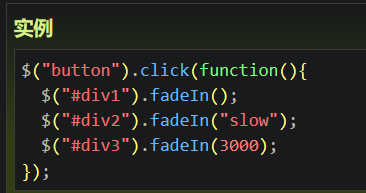 实例
$("button").click(function(){
  $("#div1").fadeIn();
  $("#div2").fadeIn("slow");
  $("#div3").fadeIn(3000);
});